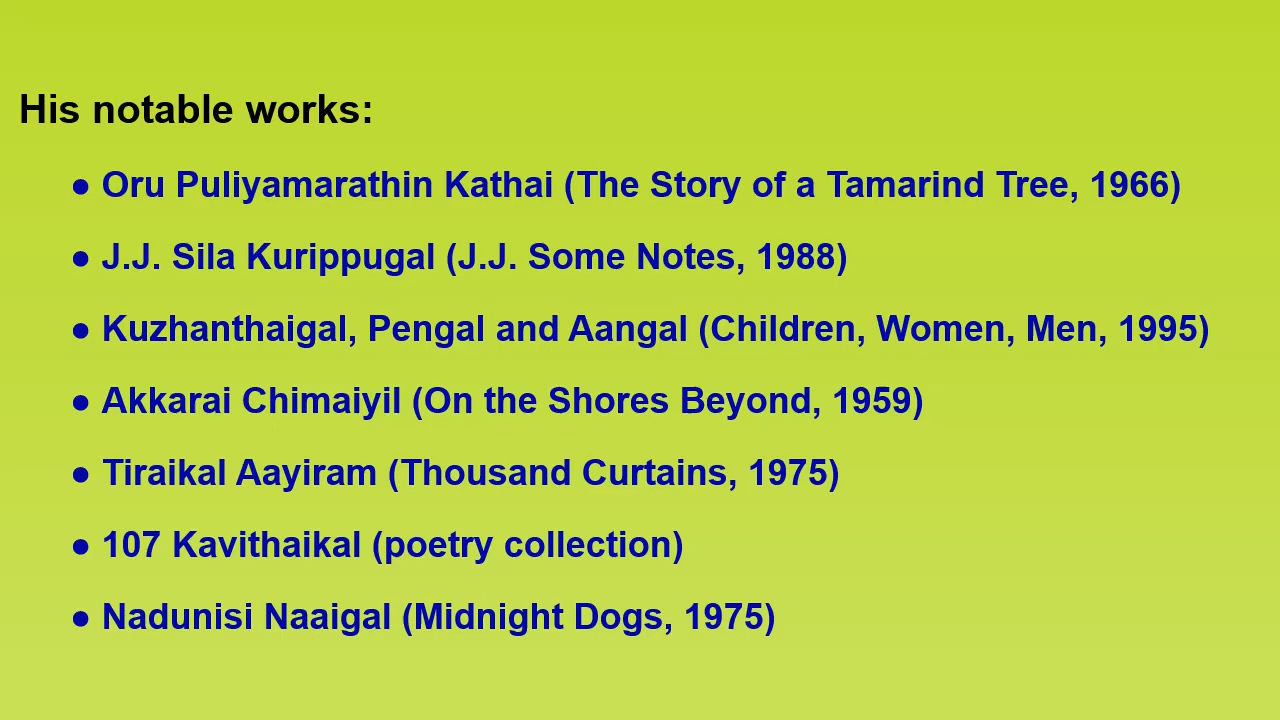 His notable works:
● Oru Puliyamarathin Kathai (The Story of a Tamarind Tree, 1966)
● J.J. Sila Kurippugal (J.J. Some Notes, 1988)
● Kuzhanthaigal, Pengal and Aangal (Children, Women, Men, 1995)
● Akkarai Chimaiyil (On the Shores Beyond, 1959)
● Tiraikal Aayiram (Thousand Curtains, 1975)
● 107 Kavithaikal (poetry collection)
● Nadunisi Naaigal (Midnight Dogs, 1975)